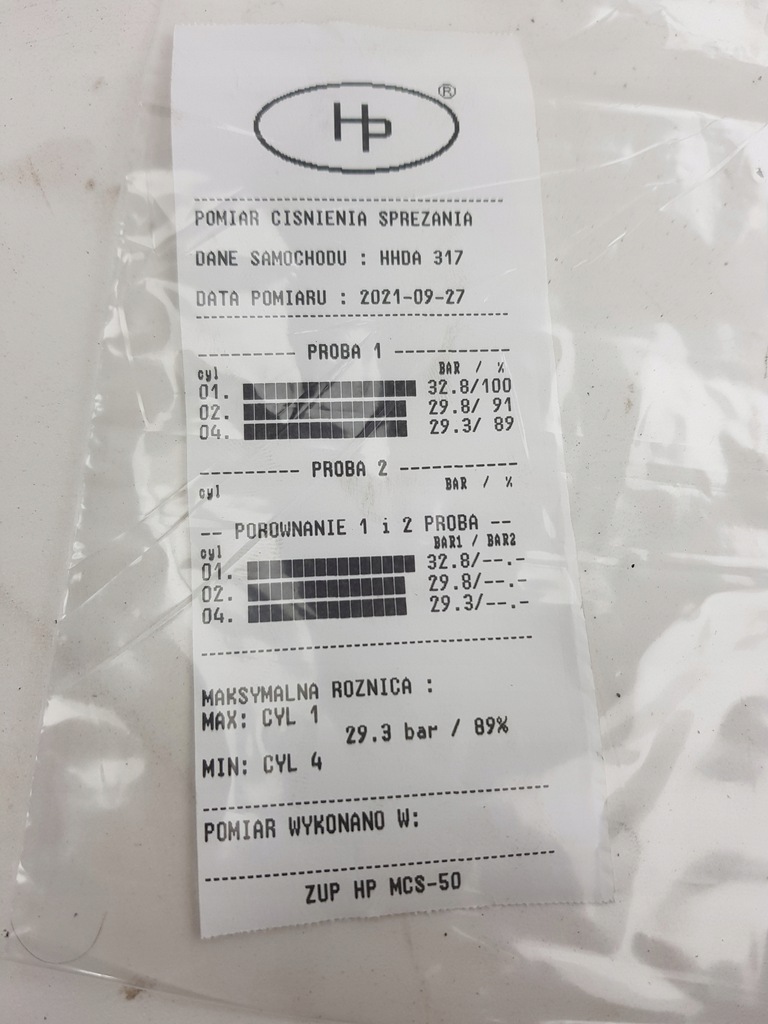 HP ®
POMIAR CISNIENIA SPREZANIA
DANE SAMOCHODU : HHDA 317
DATA POMIARU : 2021-09-27
--------- PROBA 1 -----------
cyl BAR / %
01. 32.8/100
02. 29.8/ 91
04. 29.3/ 89
--------- PROBA 2 -----------
cyl BAR / %
-- POROWNANIE 1 i 2 PROBA --
cyl BAR1 / BAR2
01. 32.8/--.-
02. 29.8/--.-
04. 29.3/--.-
MAKSYMALNA ROZNICA :
MAX: CYL 1
29.3 bar / 89%
MIN: CYL 4
POMIAR WYKONANO W:
ZUP HP MCS-50